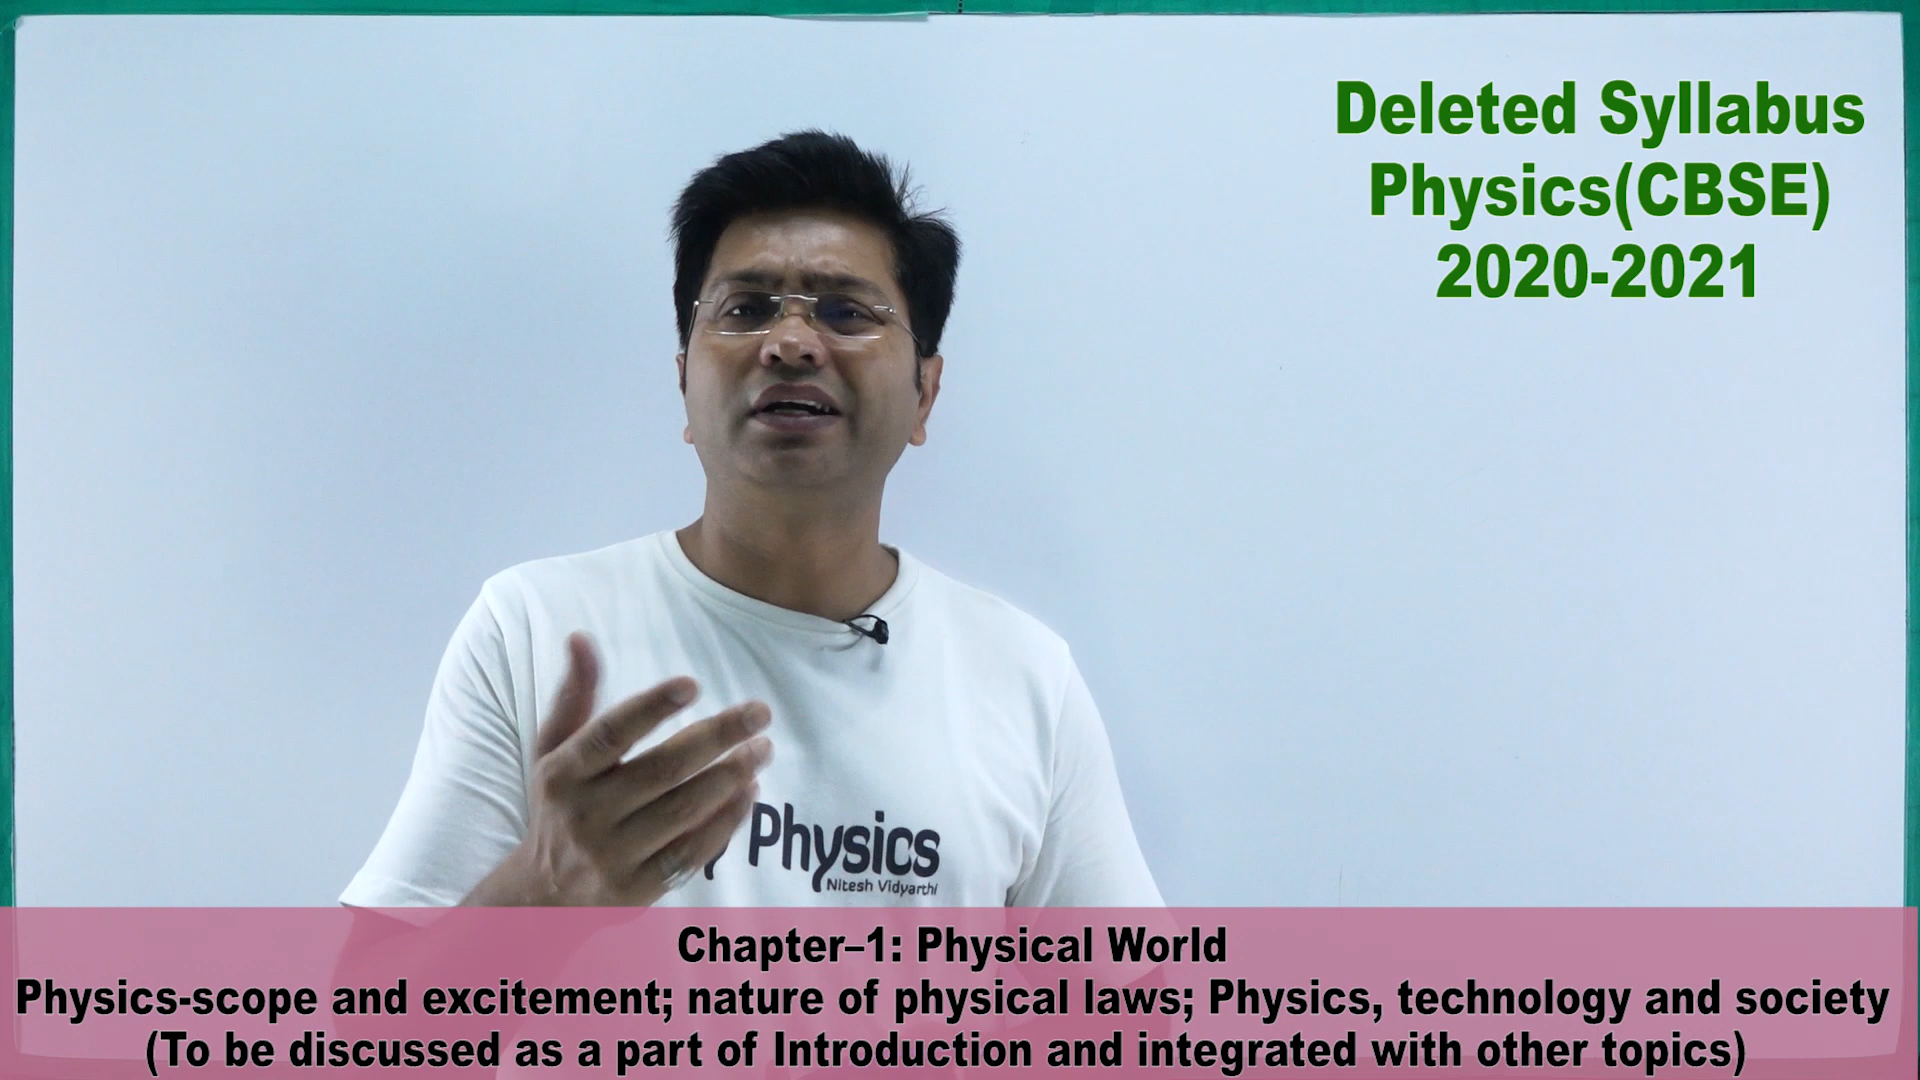 Deleted Syllabus
Physics(CBSE)
2020-2021
Physics
Nitesh Vidyarthi
Chapter–1: Physical World
Physics-scope and excitement; nature of physical laws; Physics, technology and society
(To be discussed as a part of Introduction and integrated with other topics)